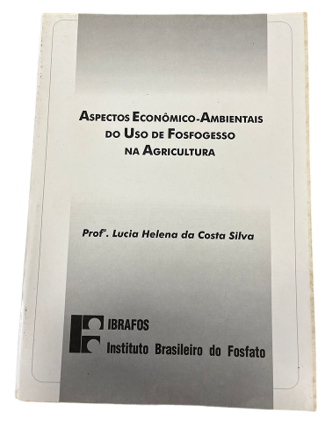 ASPECTOS ECONÔMICO-AMBIENTAIS
DO USO DE FOSFOGESSO
NA AGRICULTURA
Profª. Lucia Helena da Costa Silva
IBRAFOS
Instituto Brasileiro do Fosfato